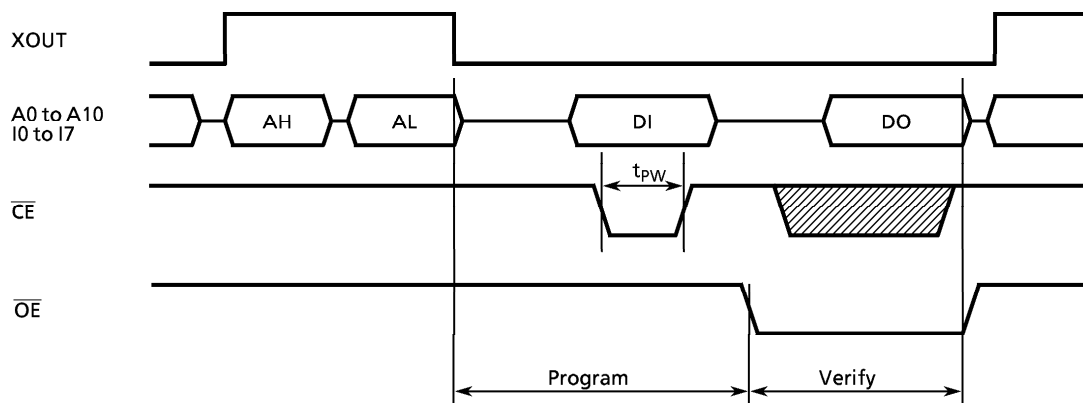 XOUT
A0 to A10
I0 to I7
AH
AL
DI
DO
tPW
CE
OE
Program
Verify